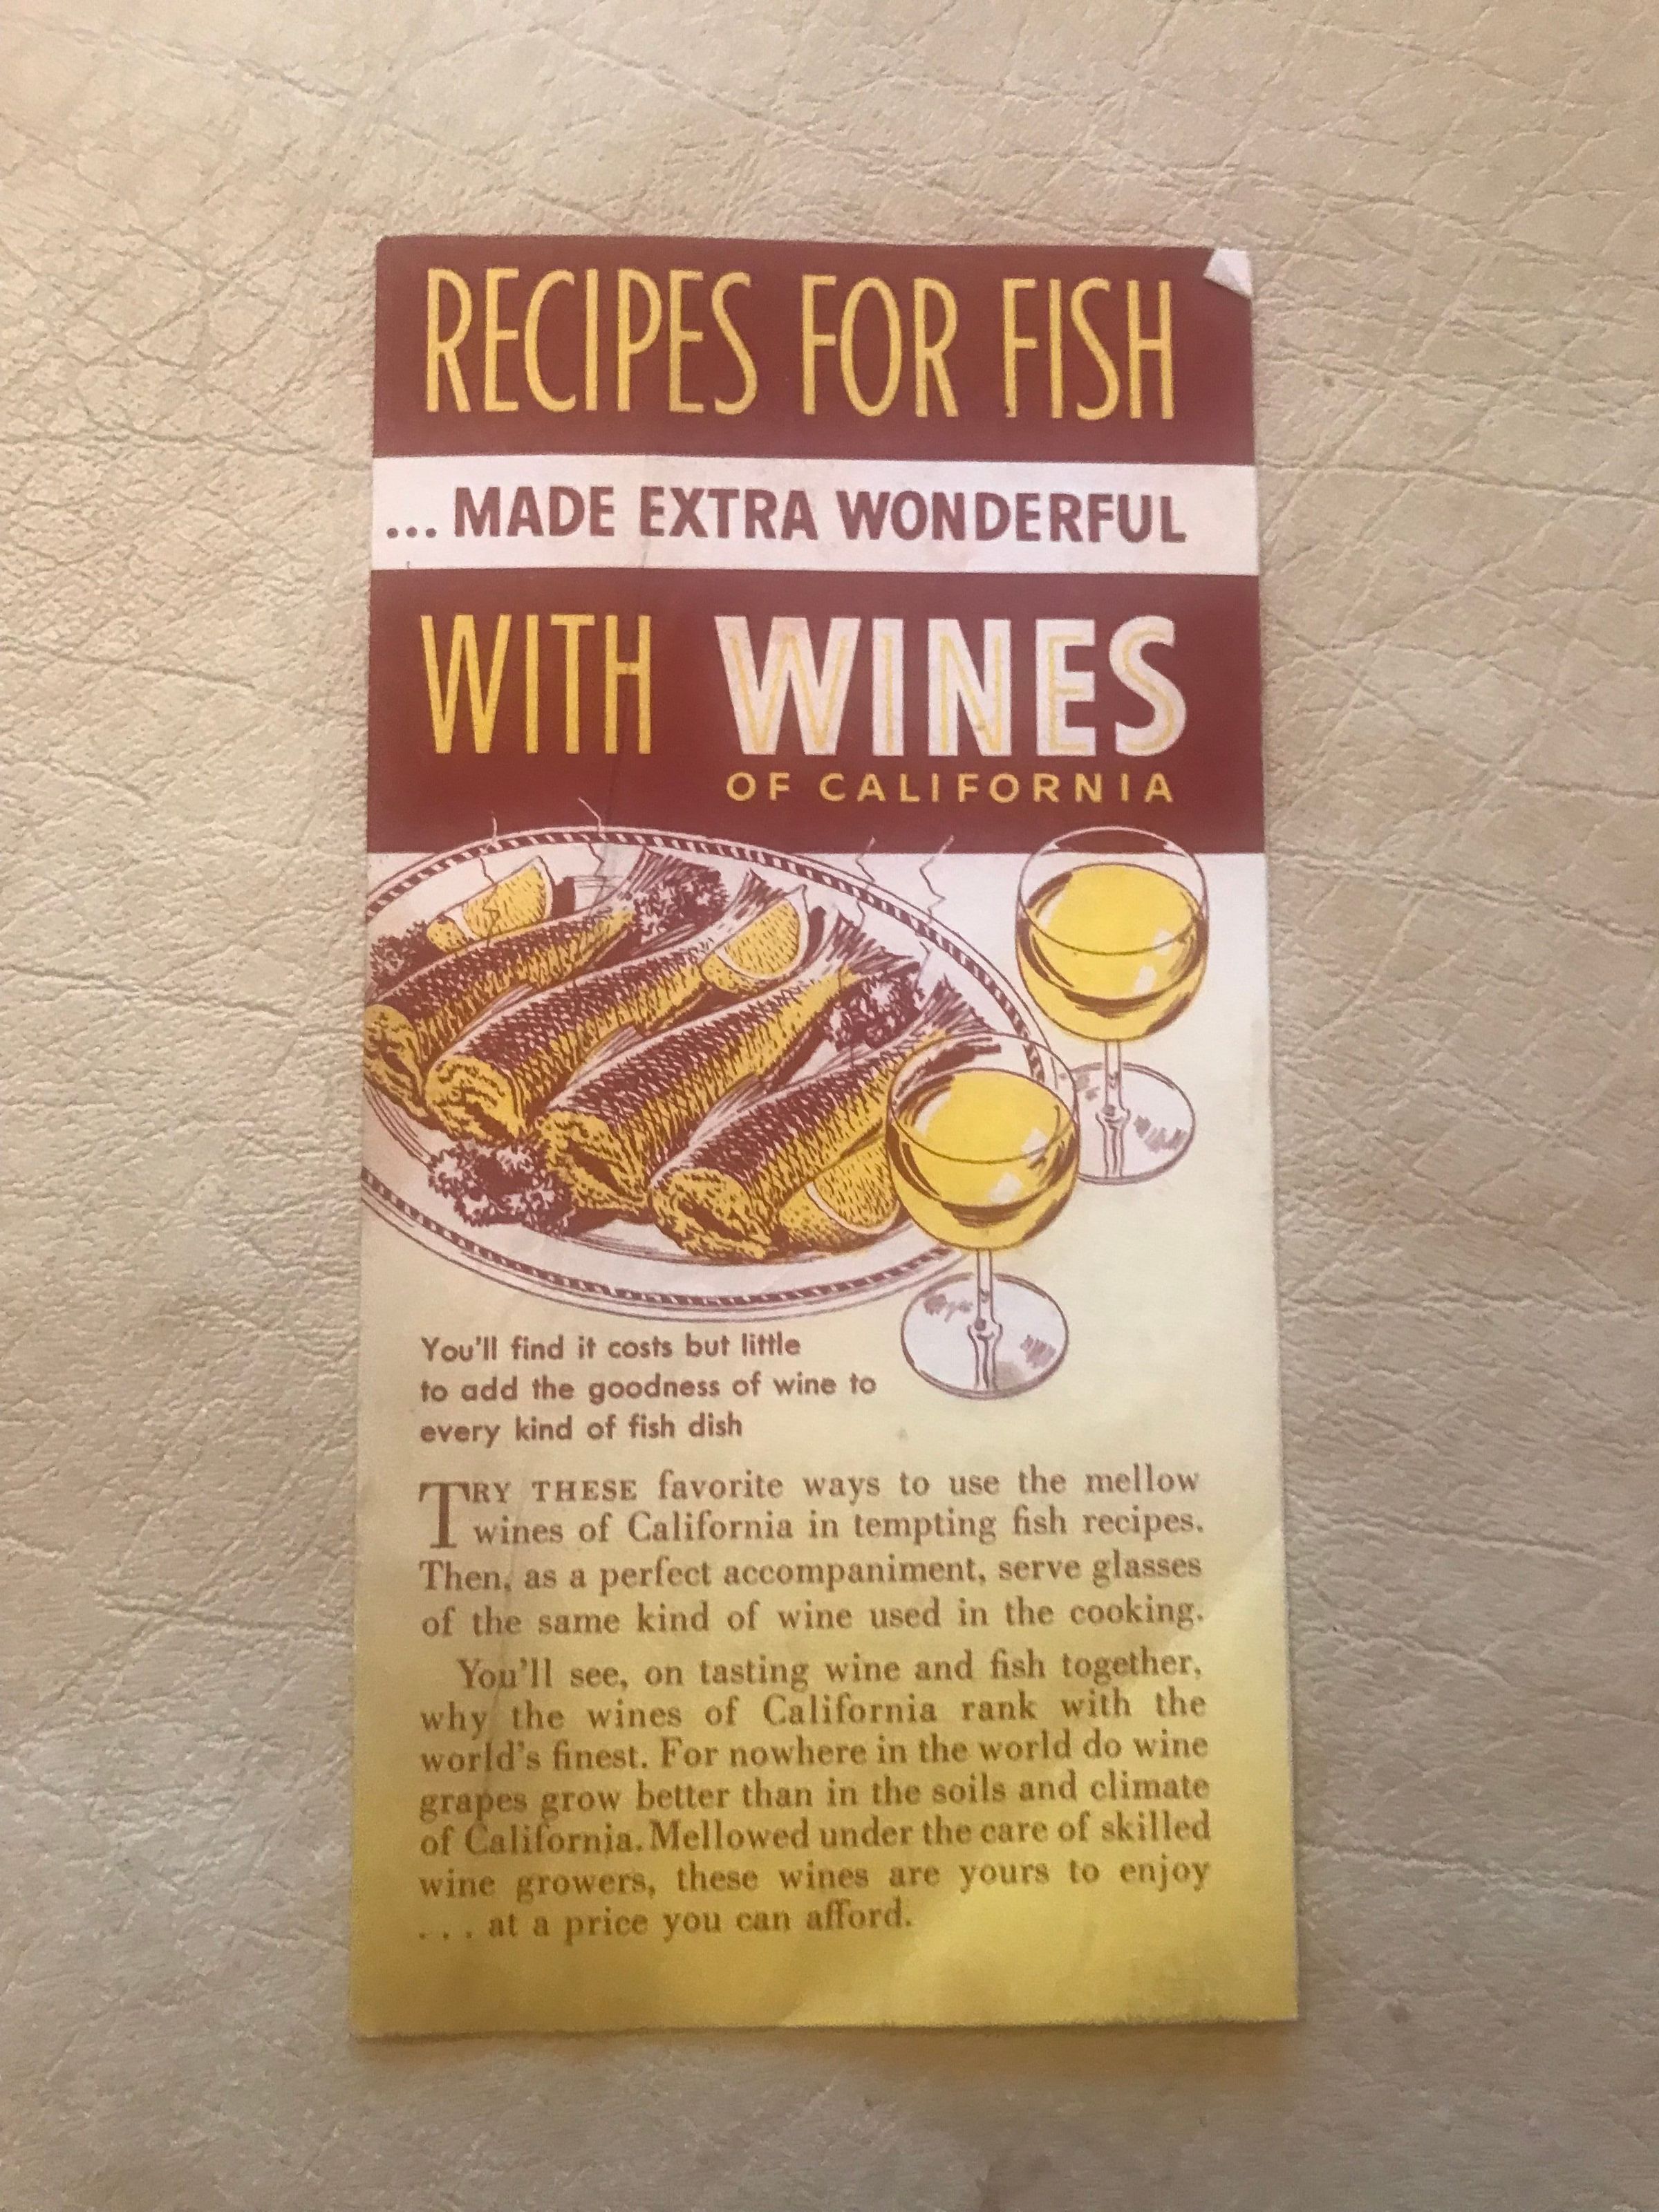 RECIPES FOR FISH
...MADE EXTRA WONDERFUL
WITH WINES
OF CALIFORNIA
You'll find it costs but little
to add the goodness of wine to
every kind of fish dish
TRY THESE favorite ways to use the mellow
wines of California in tempting fish recipes.
Then, as a perfect accompaniment, serve glasses
of the same kind of wine used in the cooking.
You'll see, on tasting wine and fish together,
why the wines of California rank with the
world's finest. For nowhere in the world do wine
grapes grow better than in the soils and climate
of California. Mellowed under the care of skilled
wine growers, these wines are yours to enjoy
. . . at a price you can afford.